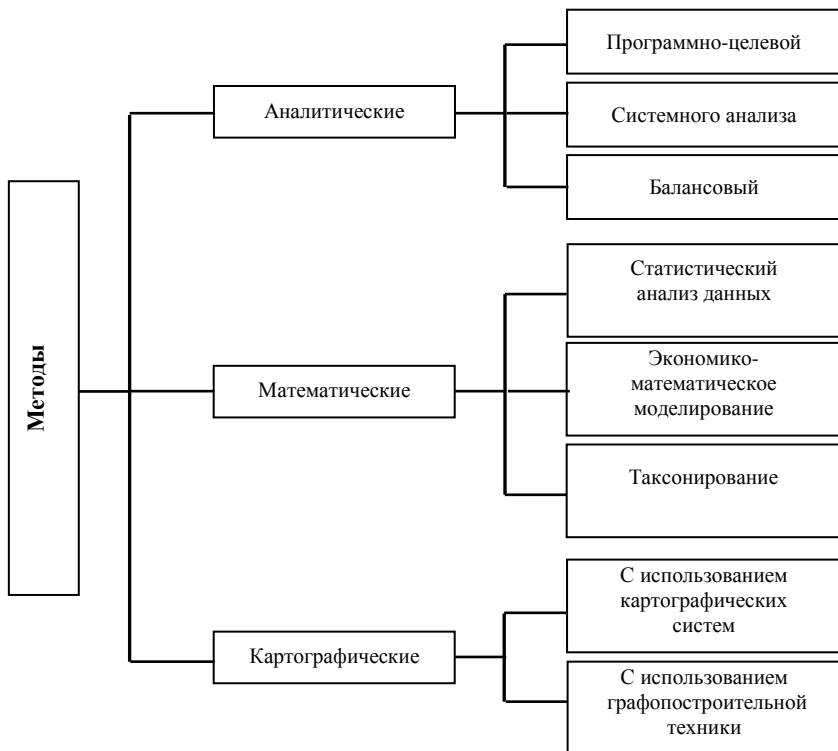 Методы
Аналитические
Программно-целевой
Системного анализа
Балансовый
Математические
Статистический
анализ данных
Экономико-
математическое
моделирование
Таксонирование
Картографические
С использованием
картографических
систем
С использованием
графопостроительной
техники